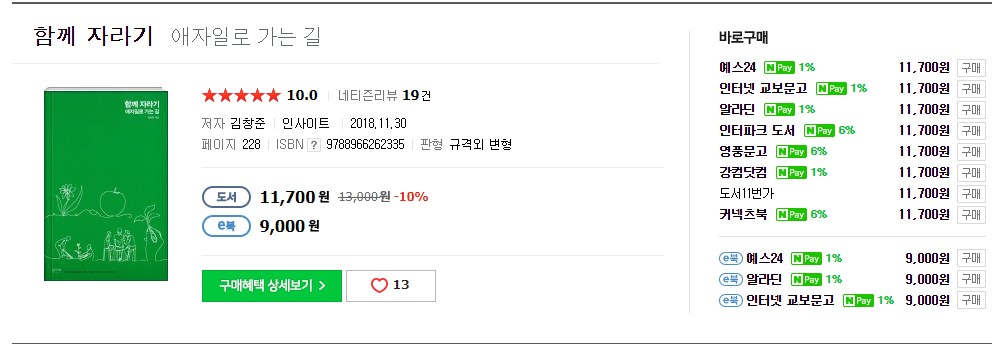 함께 자라기 애자일로 가는 길
함께 자라기
애자일로 가는 길
10.0 네티즌리뷰 19건
저자 김창준 인사이트 2018.11.30
페이지 228 ISBN ? 9788966262335 판형 규격외 변형
도서 11,700원 13,000원 -10%
e북 9,000원
구매혜택 상세보기 >
13
바로구매
예스24 N Pay 1% 11,700원 구매
인터넷 교보문고 N Pay 1% 11,700원 구매
알라딘 N Pay 1% 11,700원 구매
인터파크 도서 N Pay 6% 11,700원 구매
영풍문고 N Pay 6% 11,700원 구매
강컴닷컴 N Pay 1% 11,700원 구매
도서11번가 11,700원 구매
커넥츠북 N Pay 6% 11,700원 구매
e북 예스24 N Pay 1% 9,000원 구매
e북 알라딘 N Pay 1% 9,000원 구매
e북 인터넷 교보문고 N Pay 1% 9,000원 구매